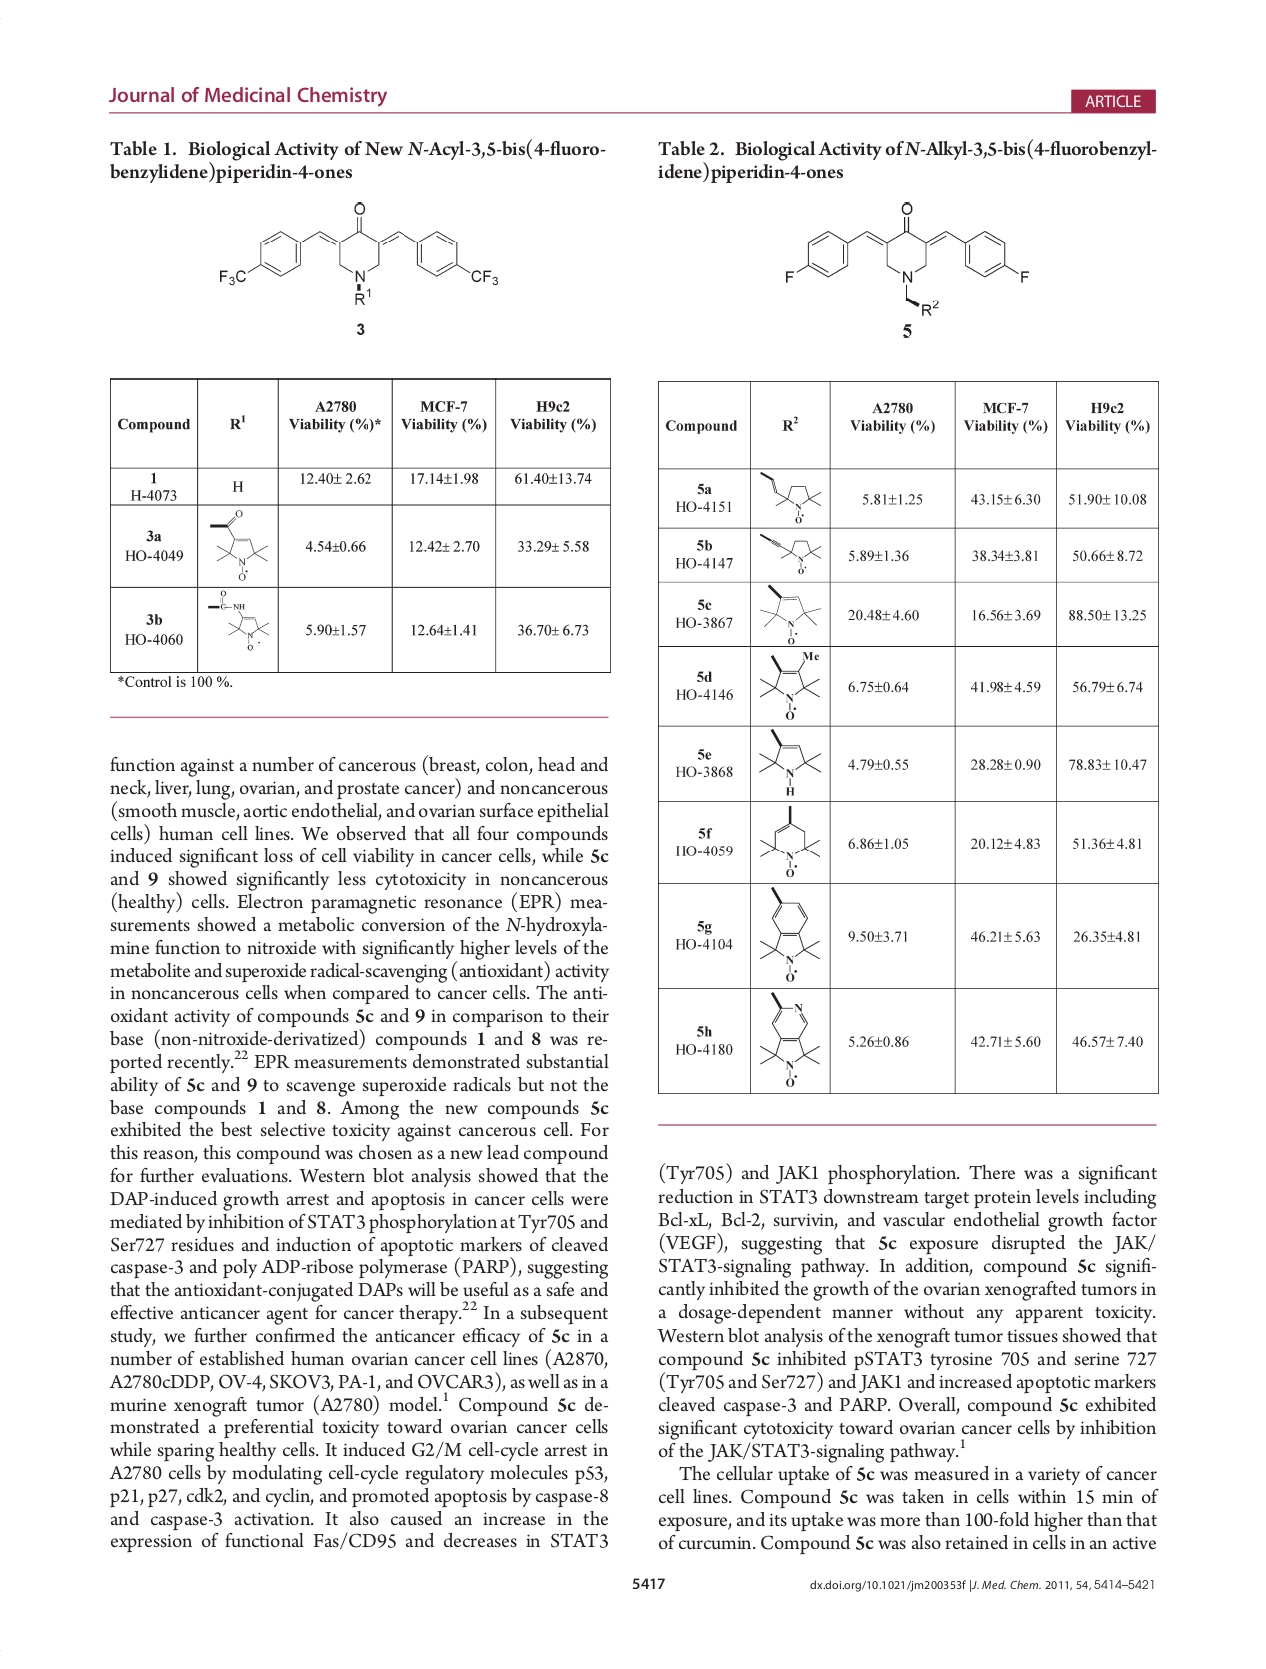 Journal of Medicinal Chemistry
ARTICLE
Table 1. Biological Activity of New N-Acyl-3,5-bis(4-fluoro-
benzylidene)piperidin-4-ones
O
F₃C
N
CF₃
R¹
3
Compound R¹ A2780 Viability (%)* MCF-7 Viability (%) H9c2 Viability (%)
1 H-4073 H 12.40± 2.62 17.14±1.98 61.40±13.74
3a HO-4049 O N O• 4.54±0.66 12.42± 2.70 33.29± 5.58
3b HO-4060 O C NH N O • 5.90±1.57 12.64±1.41 36.70± 6.73
*Control is 100 %.
function against a number of cancerous (breast, colon, head and
neck, liver, lung, ovarian, and prostate cancer) and noncancerous
(smooth muscle, aortic endothelial, and ovarian surface epithelial
cells) human cell lines. We observed that all four compounds
induced significant loss of cell viability in cancer cells, while 5c
and 9 showed significantly less cytotoxicity in noncancerous
(healthy) cells. Electron paramagnetic resonance (EPR) mea-
surements showed a metabolic conversion of the N-hydroxyla-
mine function to nitroxide with significantly higher levels of the
metabolite and superoxide radical-scavenging (antioxidant) activity
in noncancerous cells when compared to cancer cells. The anti-
oxidant activity of compounds 5c and 9 in comparison to their
base (non-nitroxide-derivatized) compounds 1 and 8 was re-
ported recently.²² EPR measurements demonstrated substantial
ability of 5c and 9 to scavenge superoxide radicals but not the
base compounds 1 and 8. Among the new compounds 5c
exhibited the best selective toxicity against cancerous cell. For
this reason, this compound was chosen as a new lead compound
for further evaluations. Western blot analysis showed that the
DAP-induced growth arrest and apoptosis in cancer cells were
mediated by inhibition of STAT3 phosphorylation at Tyr705 and
Ser727 residues and induction of apoptotic markers of cleaved
caspase-3 and poly ADP-ribose polymerase (PARP), suggesting
that the antioxidant-conjugated DAPs will be useful as a safe and
effective anticancer agent for cancer therapy.²² In a subsequent
study, we further confirmed the anticancer efficacy of 5c in a
number of established human ovarian cancer cell lines (A2870,
A2780cDDP, OV-4, SKOV3, PA-1, and OVCAR3), as well as in a
murine xenograft tumor (A2780) model.¹ Compound 5c de-
monstrated a preferential toxicity toward ovarian cancer cells
while sparing healthy cells. It induced G2/M cell-cycle arrest in
A2780 cells by modulating cell-cycle regulatory molecules p53,
p21, p27, cdk2, and cyclin, and promoted apoptosis by caspase-8
and caspase-3 activation. It also caused an increase in the
expression of functional Fas/CD95 and decreases in STAT3
Table 2. Biological Activity of N-Alkyl-3,5-bis(4-fluorobenzyl-
idene)piperidin-4-ones
O
F
N
F
R²
5
Compound R² A2780 Viability (%) MCF-7 Viability (%) H9c2 Viability (%)
5a HO-4151 N O• 5.81±1.25 43.15± 6.30 51.90± 10.08
5b HO-4147 N O• 5.89±1.36 38.34±3.81 50.66± 8.72
5c HO-3867 N O• 20.48± 4.60 16.56± 3.69 88.50± 13.25
5d HO-4146 Me N O• 6.75±0.64 41.98± 4.59 56.79± 6.74
5e HO-3868 N H 4.79±0.55 28.28± 0.90 78.83± 10.47
5f HO-4059 N O• 6.86±1.05 20.12± 4.83 51.36± 4.81
5g HO-4104 N O• 9.50±3.71 46.21± 5.63 26.35±4.81
5h HO-4180 N N O• 5.26±0.86 42.71± 5.60 46.57± 7.40
(Tyr705) and JAK1 phosphorylation. There was a significant
reduction in STAT3 downstream target protein levels including
Bcl-xL, Bcl-2, survivin, and vascular endothelial growth factor
(VEGF), suggesting that 5c exposure disrupted the JAK/
STAT3-signaling pathway. In addition, compound 5c signifi-
cantly inhibited the growth of the ovarian xenografted tumors in
a dosage-dependent manner without any apparent toxicity.
Western blot analysis of the xenograft tumor tissues showed that
compound 5c inhibited pSTAT3 tyrosine 705 and serine 727
(Tyr705 and Ser727) and JAK1 and increased apoptotic markers
cleaved caspase-3 and PARP. Overall, compound 5c exhibited
significant cytotoxicity toward ovarian cancer cells by inhibition
of the JAK/STAT3-signaling pathway.¹
The cellular uptake of 5c was measured in a variety of cancer
cell lines. Compound 5c was taken in cells within 15 min of
exposure, and its uptake was more than 100-fold higher than that
of curcumin. Compound 5c was also retained in cells in an active
5417
dx.doi.org/10.1021/jm200353f |J. Med. Chem. 2011, 54, 5414–5421